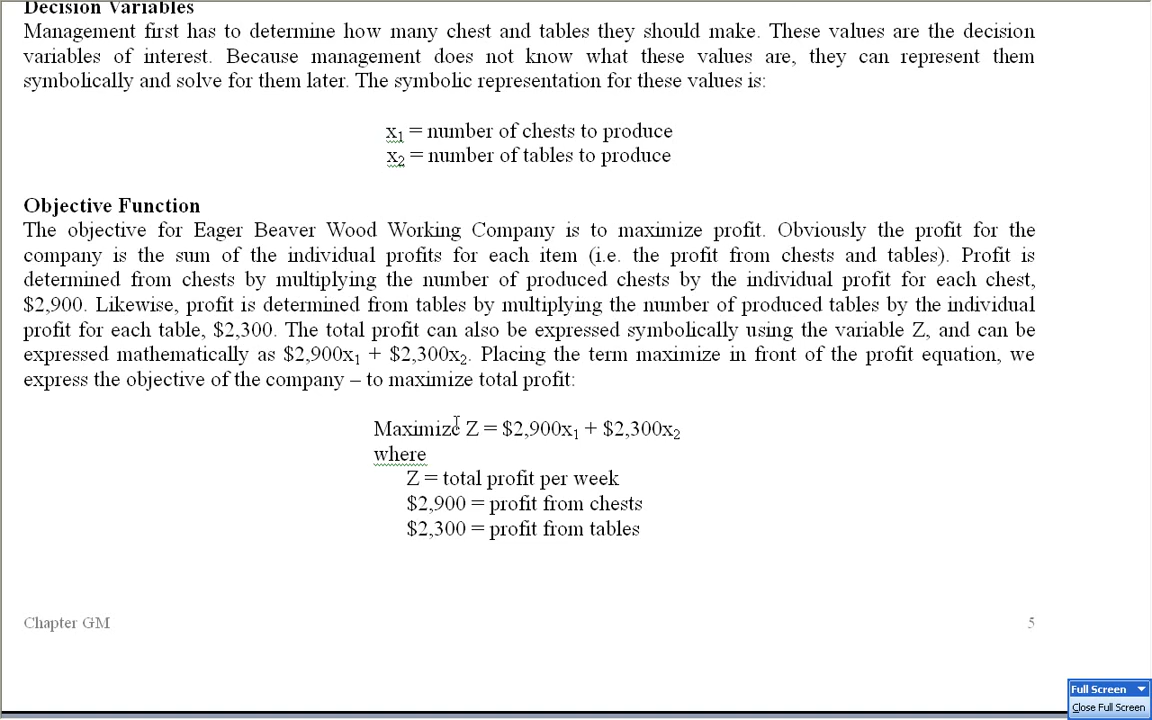 Decision Variables
Management first has to determine how many chest and tables they should make. These values are the decision
variables of interest. Because management does not know what these values are, they can represent them
symbolically and solve for them later. The symbolic representation for these values is:
x₁ = number of chests to produce
x₂ = number of tables to produce
Objective Function
The objective for Eager Beaver Wood Working Company is to maximize profit. Obviously the profit for the
company is the sum of the individual profits for each item (i.e. the profit from chests and tables). Profit is
determined from chests by multiplying the number of produced chests by the individual profit for each chest,
$2,900. Likewise, profit is determined from tables by multiplying the number of produced tables by the individual
profit for each table, $2,300. The total profit can also be expressed symbolically using the variable Z, and can be
expressed mathematically as $2,900x₁ + $2,300x₂. Placing the term maximize in front of the profit equation, we
express the objective of the company – to maximize total profit:
Maximize Z = $2,900x₁ + $2,300x₂
where
Z = total profit per week
$2,900 = profit from chests
$2,300 = profit from tables
Chapter GM 5
Full Screen
Close Full Screen